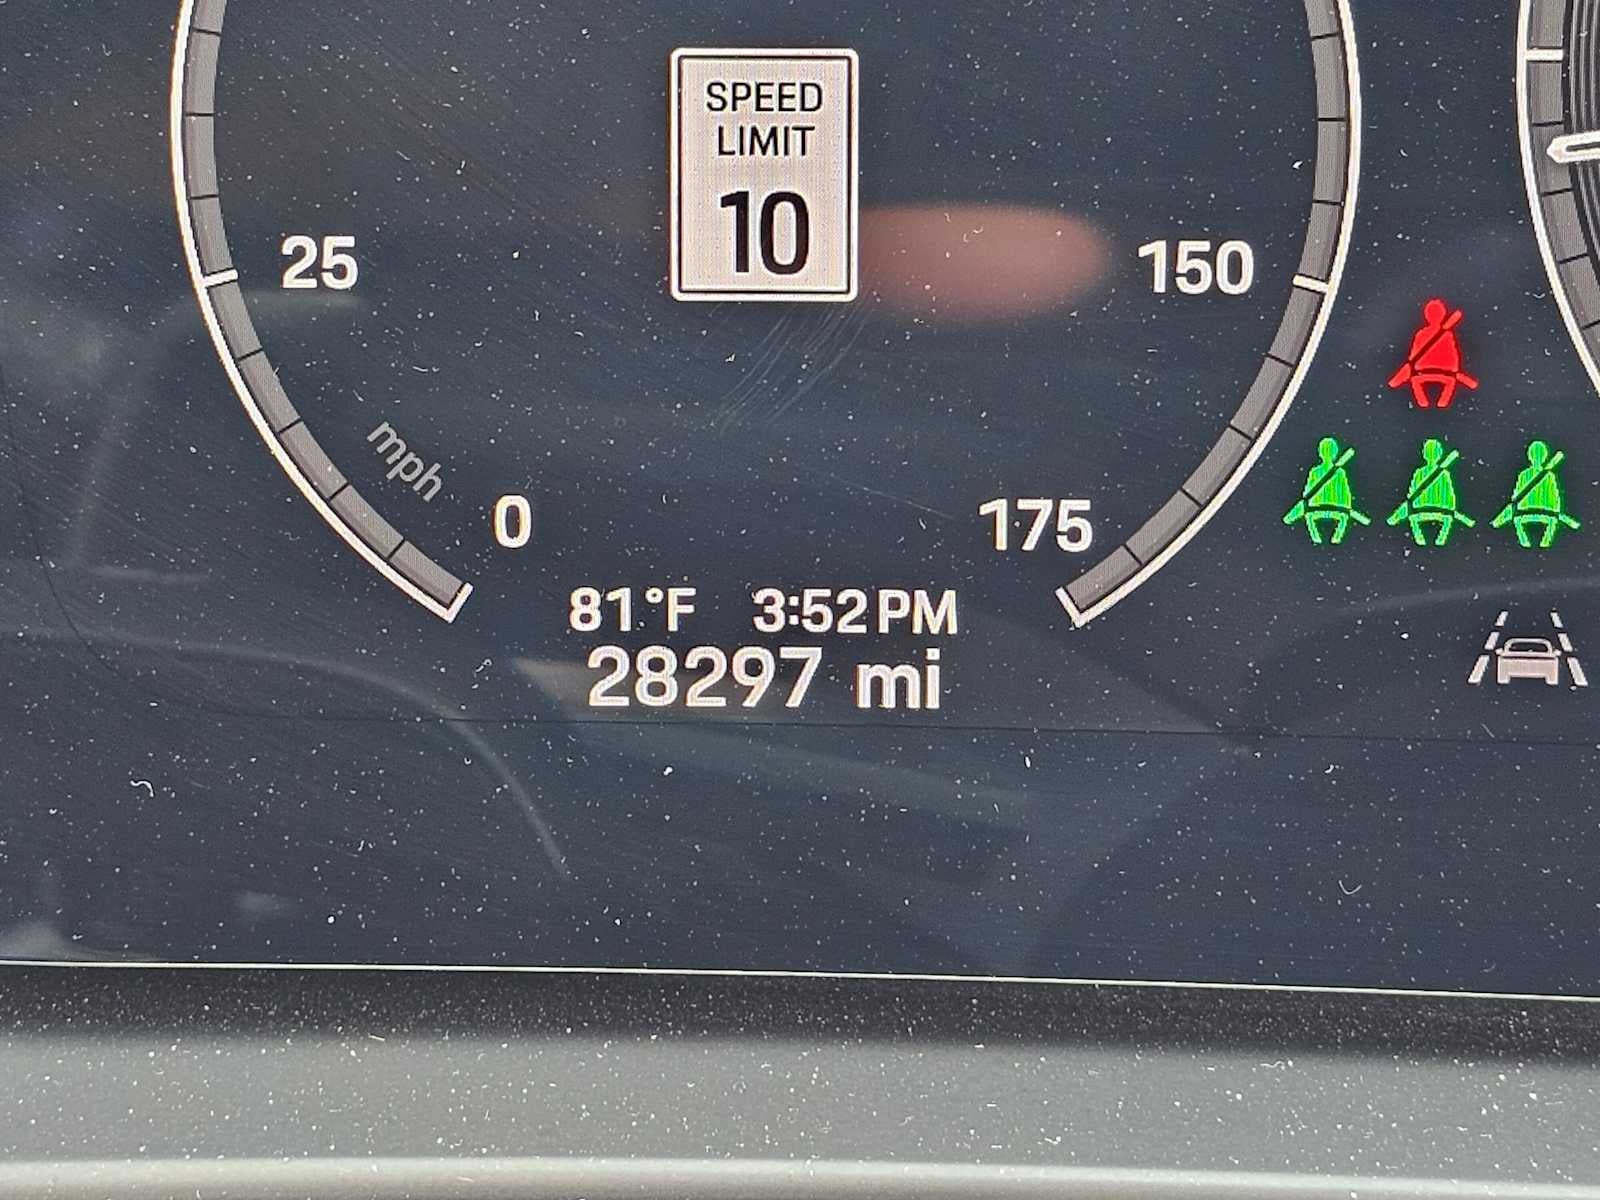 SPEED
LIMIT
10
25
150
mph
0
175
81°F 3:52PM
28297 mi